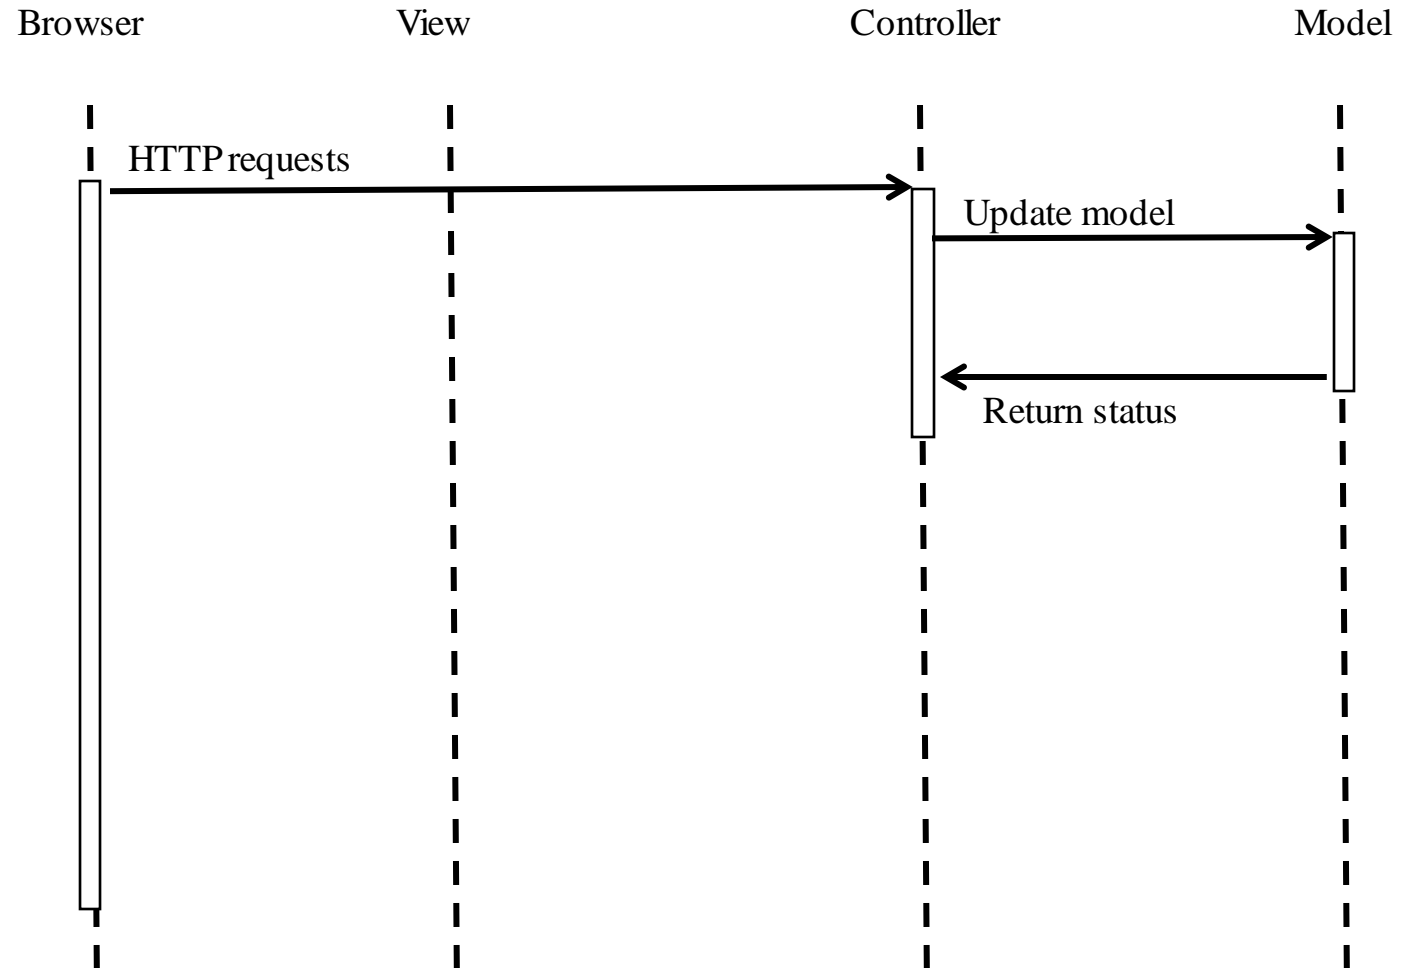 Browser
View
Controller
Model
HTTP requests
Update model
Return status